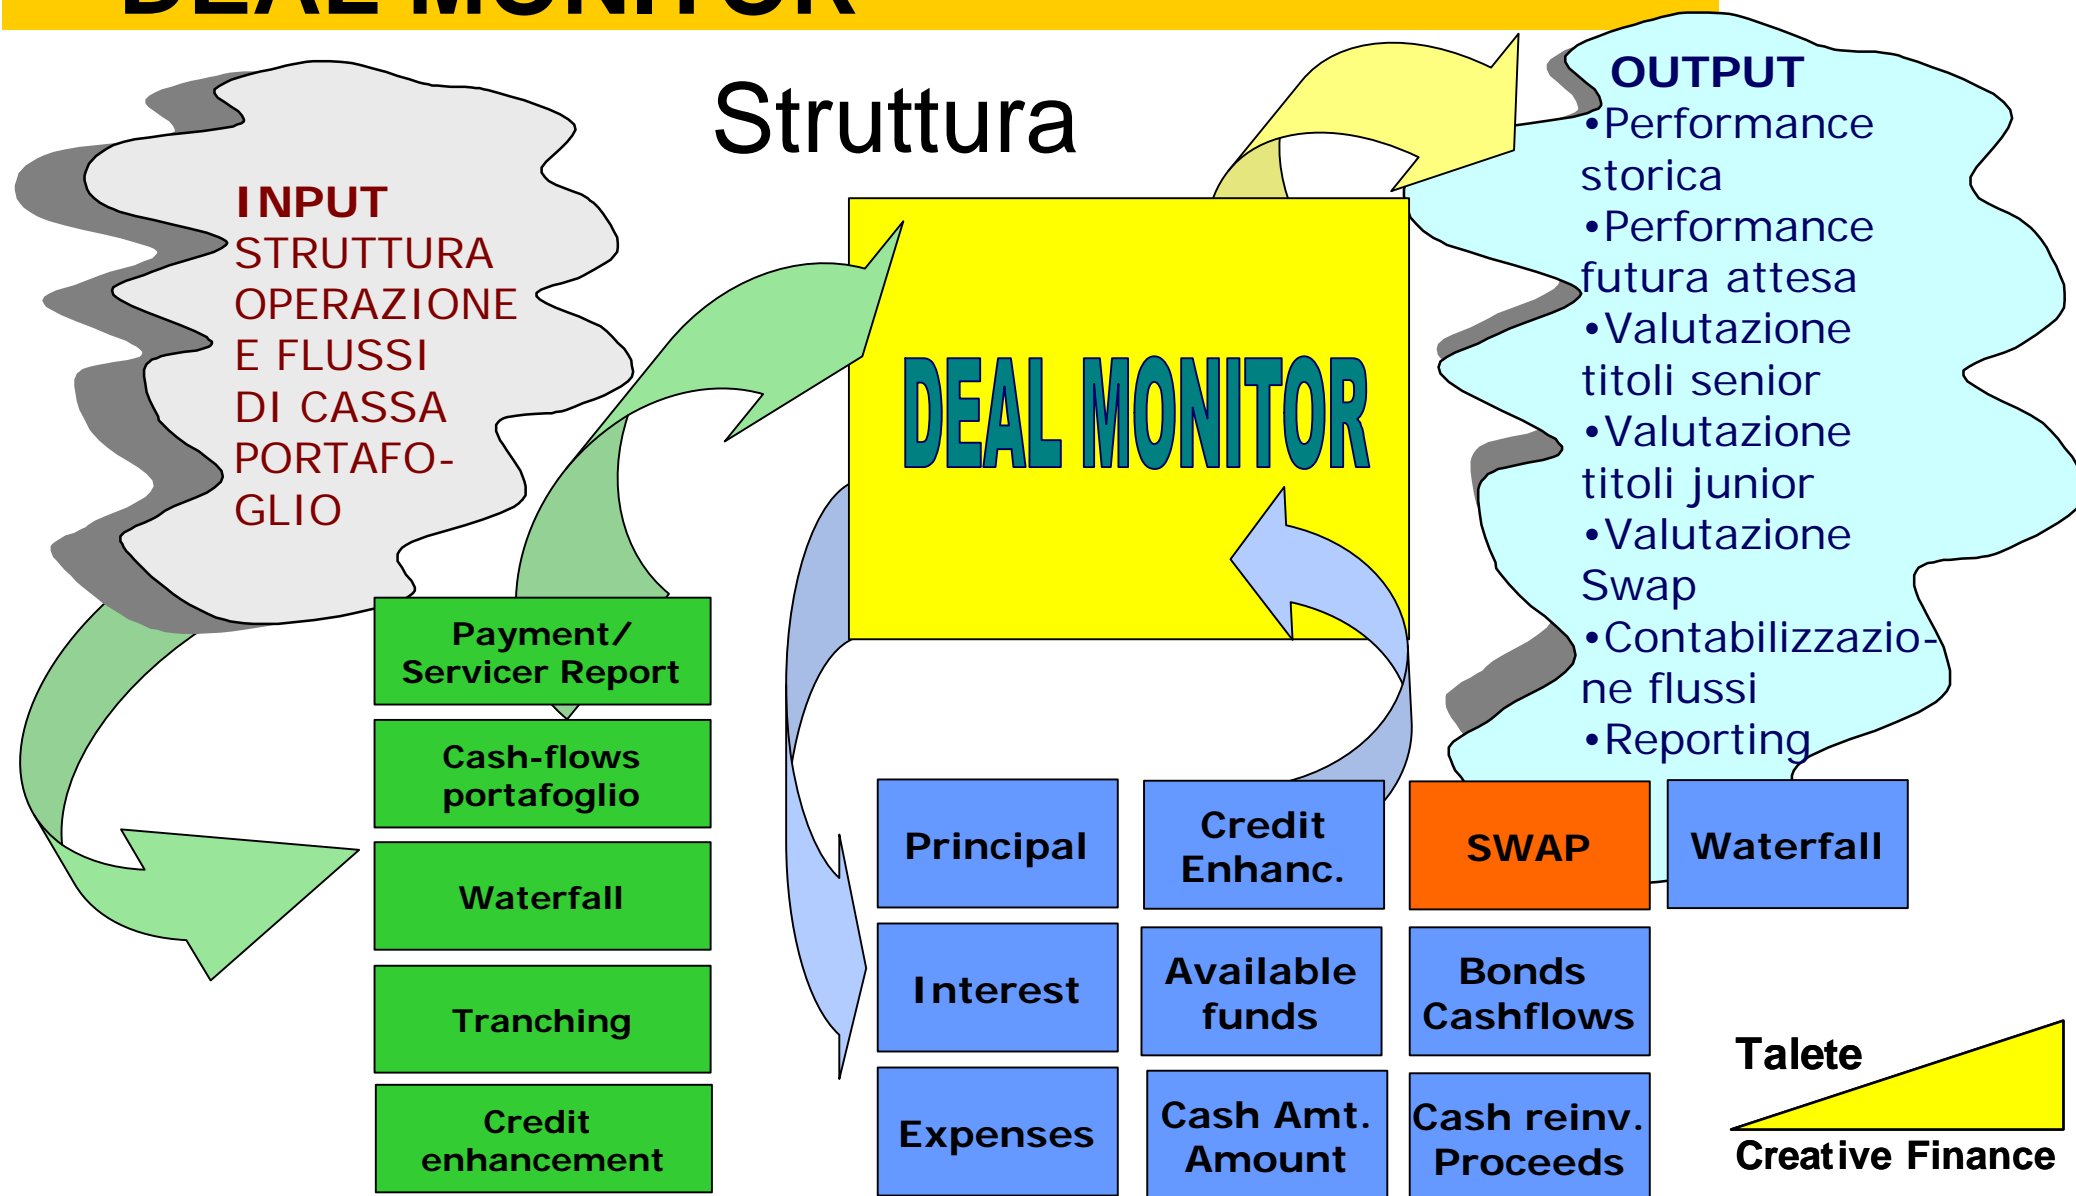 DEAL MONITOR
Struttura
INPUT
STRUTTURA
OPERAZIONE
E FLUSSI
DI CASSA
PORTAFO-
GLIO
DEAL MONITOR
OUTPUT
•Performance
storica
•Performance
futura attesa
•Valutazione
titoli senior
•Valutazione
titoli junior
•Valutazione
Swap
•Contabilizzazio-
ne flussi
•Reporting
Payment/
Servicer Report
Cash-flows
portafoglio
Waterfall
Tranching
Credit
enhancement
Principal
Credit
Enhanc.
SWAP
Waterfall
Interest
Available
funds
Bonds
Cashflows
Expenses
Cash Amt.
Amount
Cash reinv.
Proceeds
Talete
Creative Finance